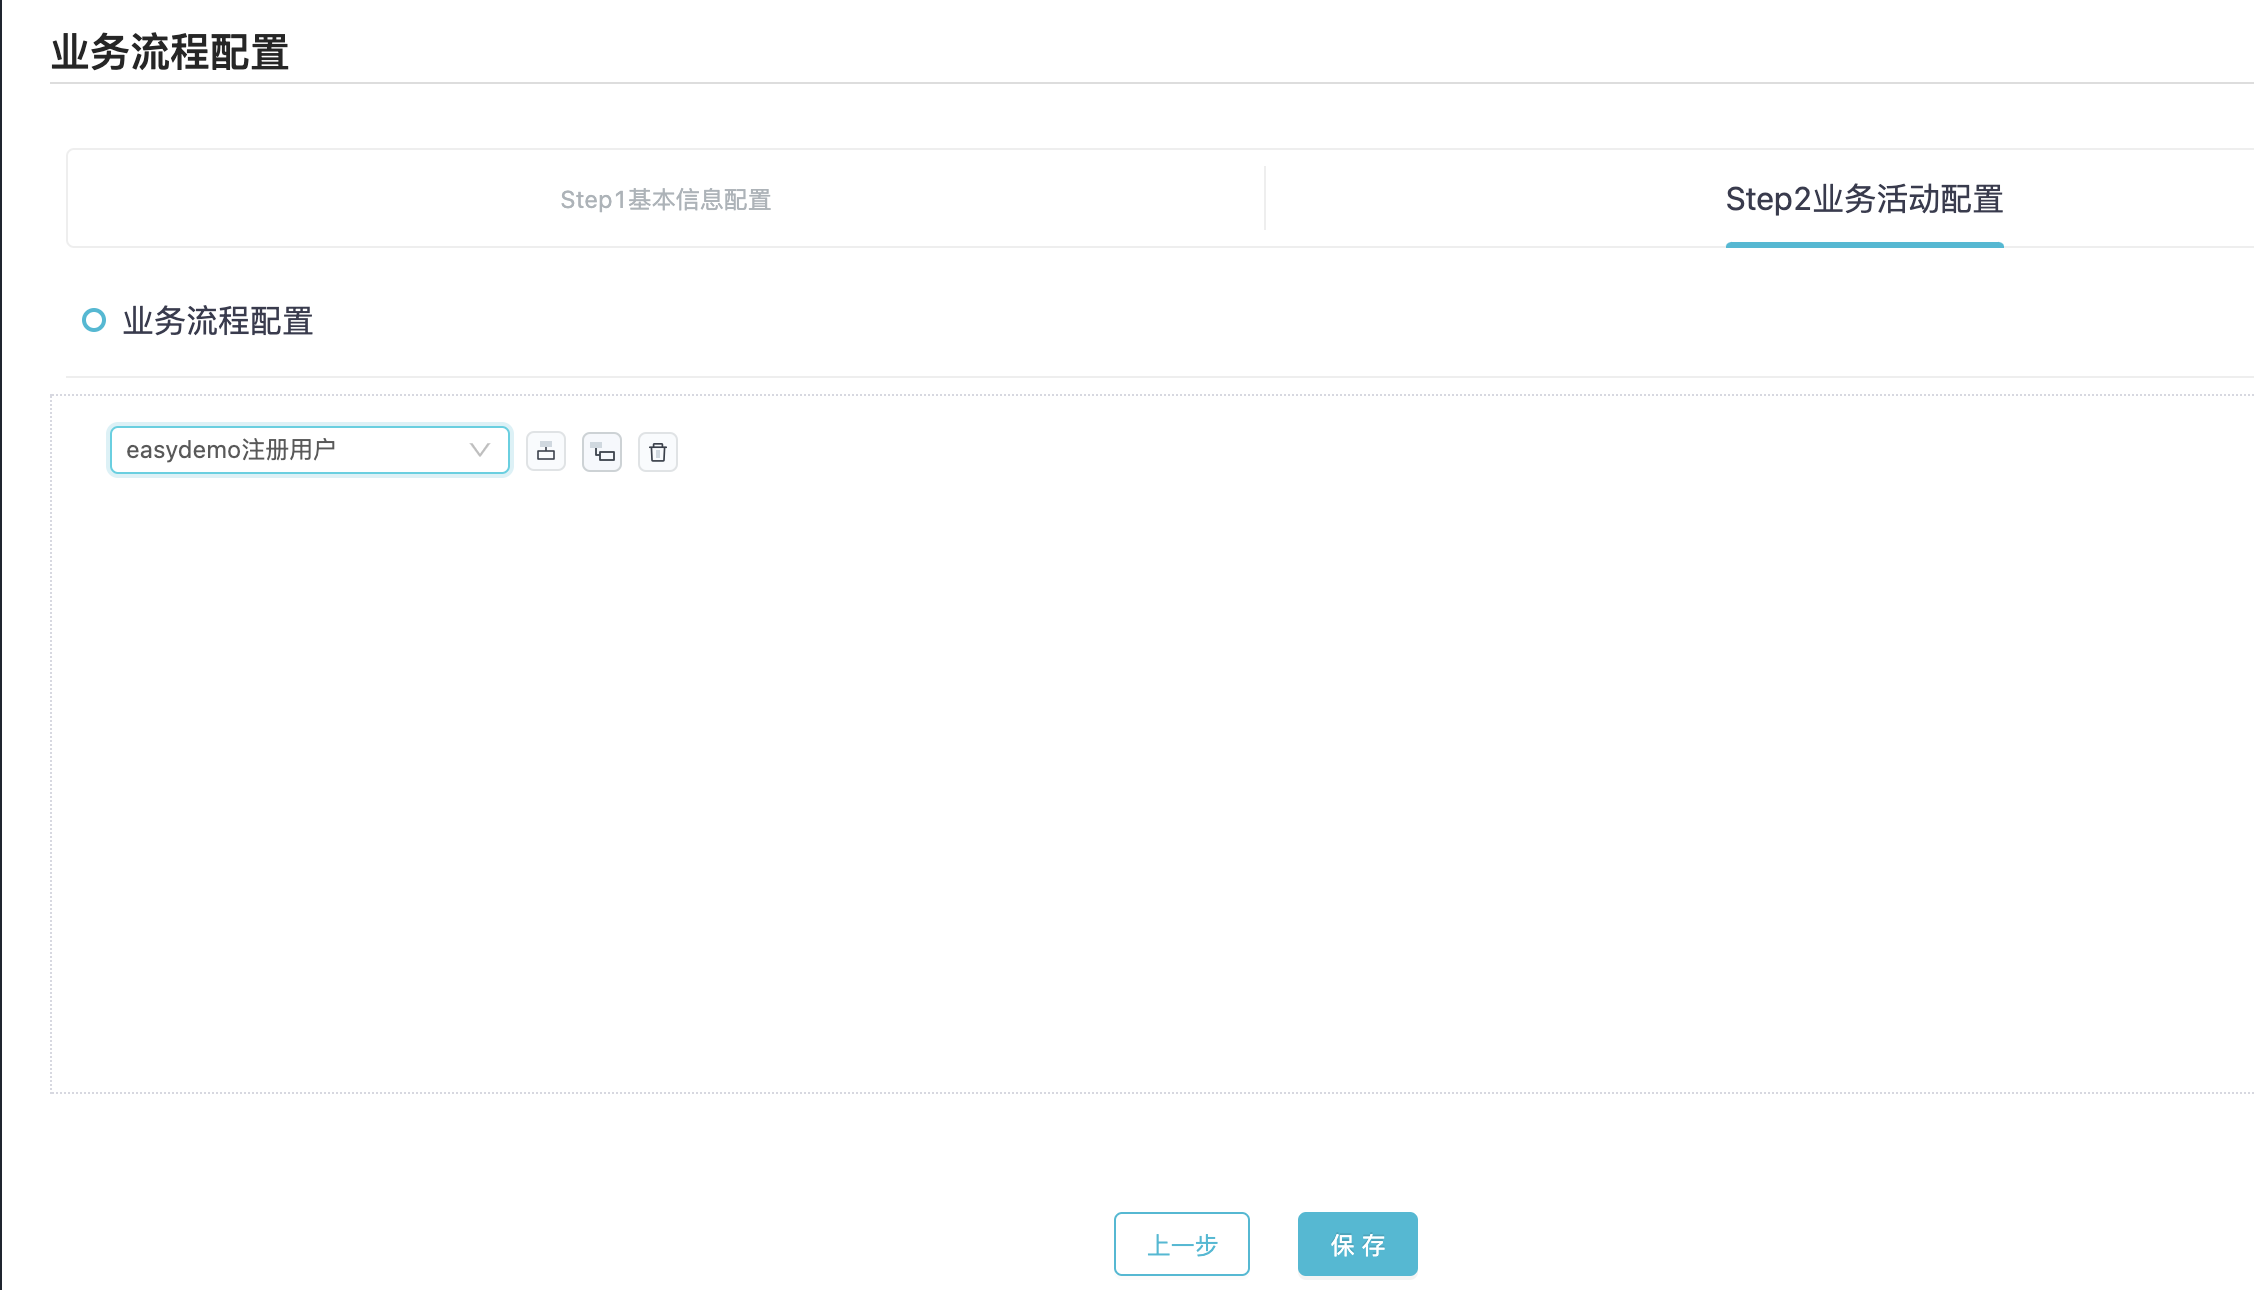 业务流程配置
Step1基本信息配置
Step2业务活动配置
业务流程配置
easydemo注册用户
上一步
保 存